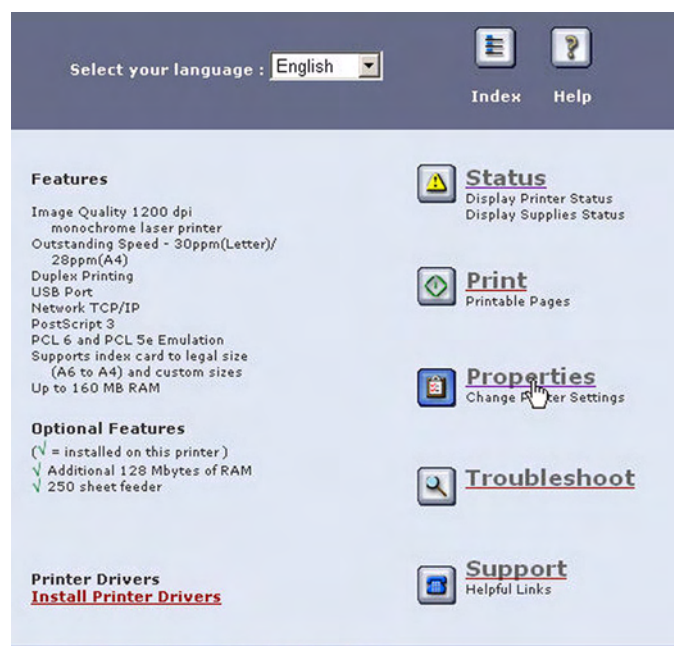 Select your language : English
Index
Help
Features
Image Quality 1200 dpi
monochrome laser printer
Outstanding Speed - 30ppm(Letter)/
28ppm(A4)
Duplex Printing
USB Port
Network TCP/IP
PostScript 3
PCL 6 and PCL 5e Emulation
Supports index card to legal size
(A6 to A4) and custom sizes
Up to 160 MB RAM
Optional Features
(√ = installed on this printer)
√ Additional 128 Mbytes of RAM
√ 250 sheet feeder
Printer Drivers
Install Printer Drivers
Status
Display Printer Status
Display Supplies Status
Print
Printable Pages
Properties
Change Printer Settings
Troubleshoot
Support
Helpful Links